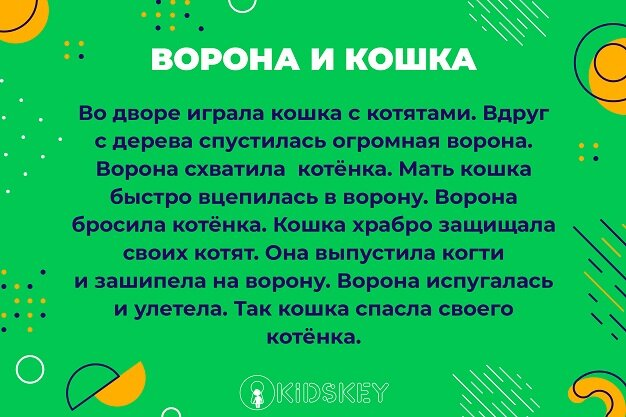 ВОРОНА И КОШКА
Во дворе играла кошка с котятами. Вдруг
с дерева спустилась огромная ворона.
Ворона схватила котёнка. Мать кошка
быстро вцепилась в ворону. Ворона
бросила котёнка. Кошка храбро защищала
своих котят. Она выпустила когти
и зашипела на ворону. Ворона испугалась
и улетела. Так кошка спасла своего
котёнка.
KIDSKEY